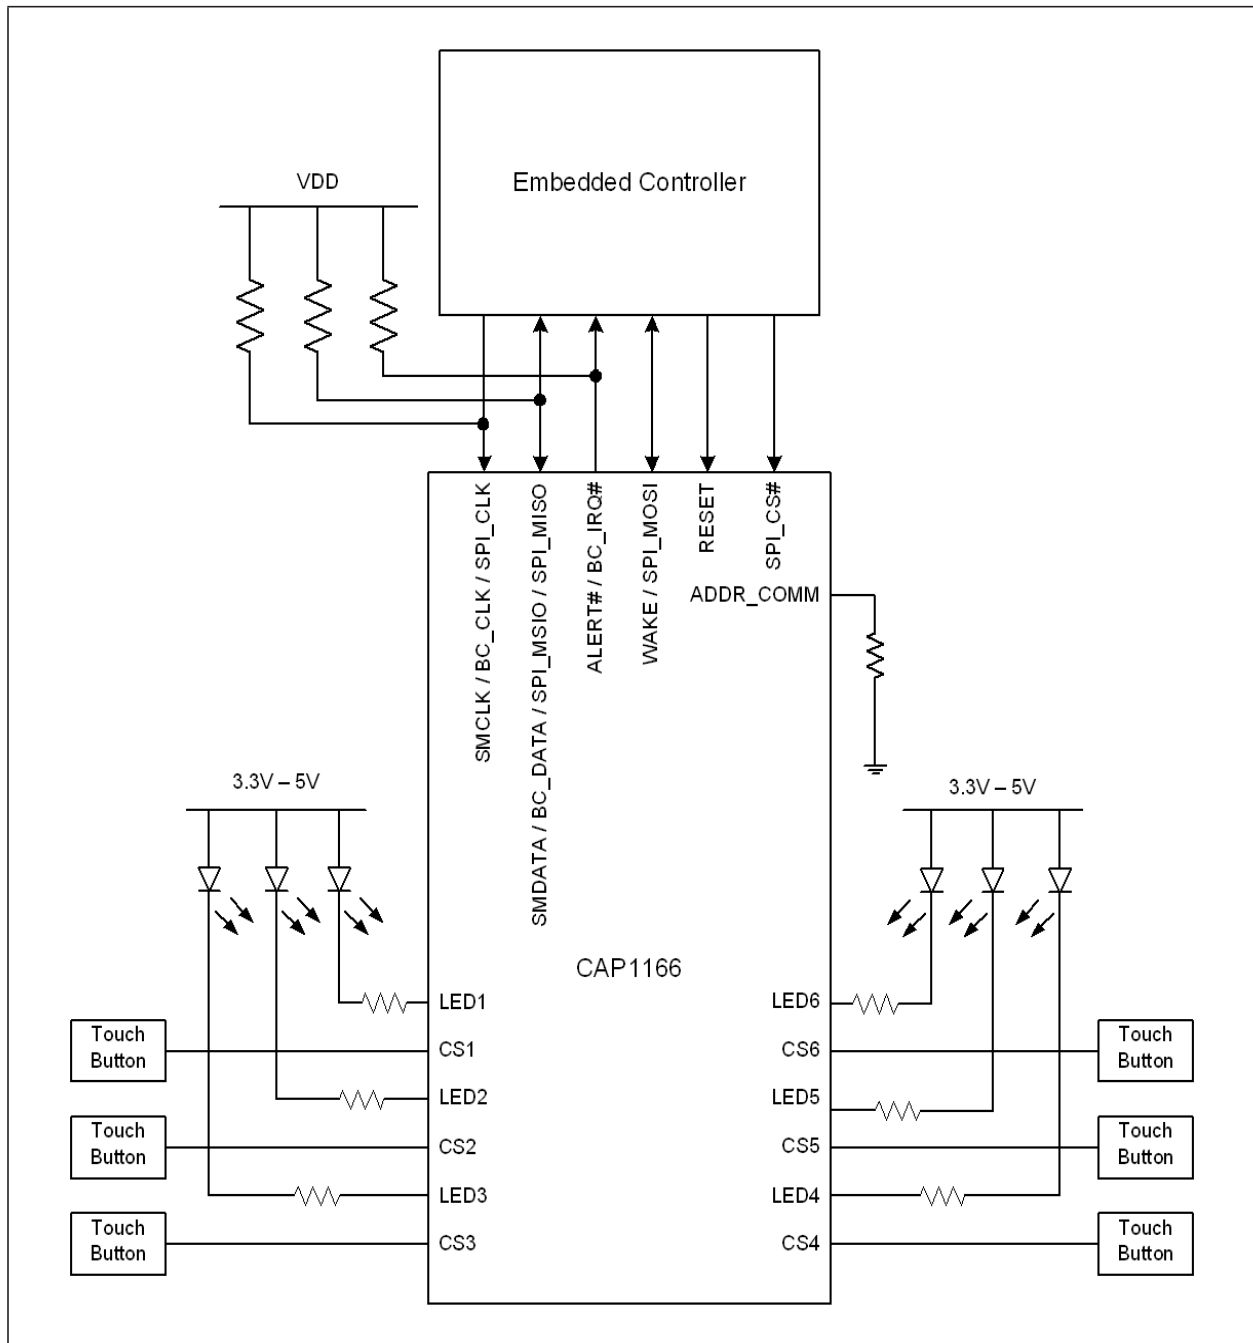 Embedded Controller
VDD
SMCLK / BC_CLK / SPI_CLK
SMDATA / BC_DATA / SPI_MSIO / SPI_MISO
ALERT# / BC_IRQ#
WAKE / SPI_MOSI
RESET
SPI_CS#
ADDR_COMM
3.3V – 5V
3.3V – 5V
CAP1166
LED1
LED6
Touch
Button
CS1
CS6
Touch
Button
LED2
LED5
Touch
Button
CS2
CS5
Touch
Button
LED3
LED4
Touch
Button
CS3
CS4
Touch
Button